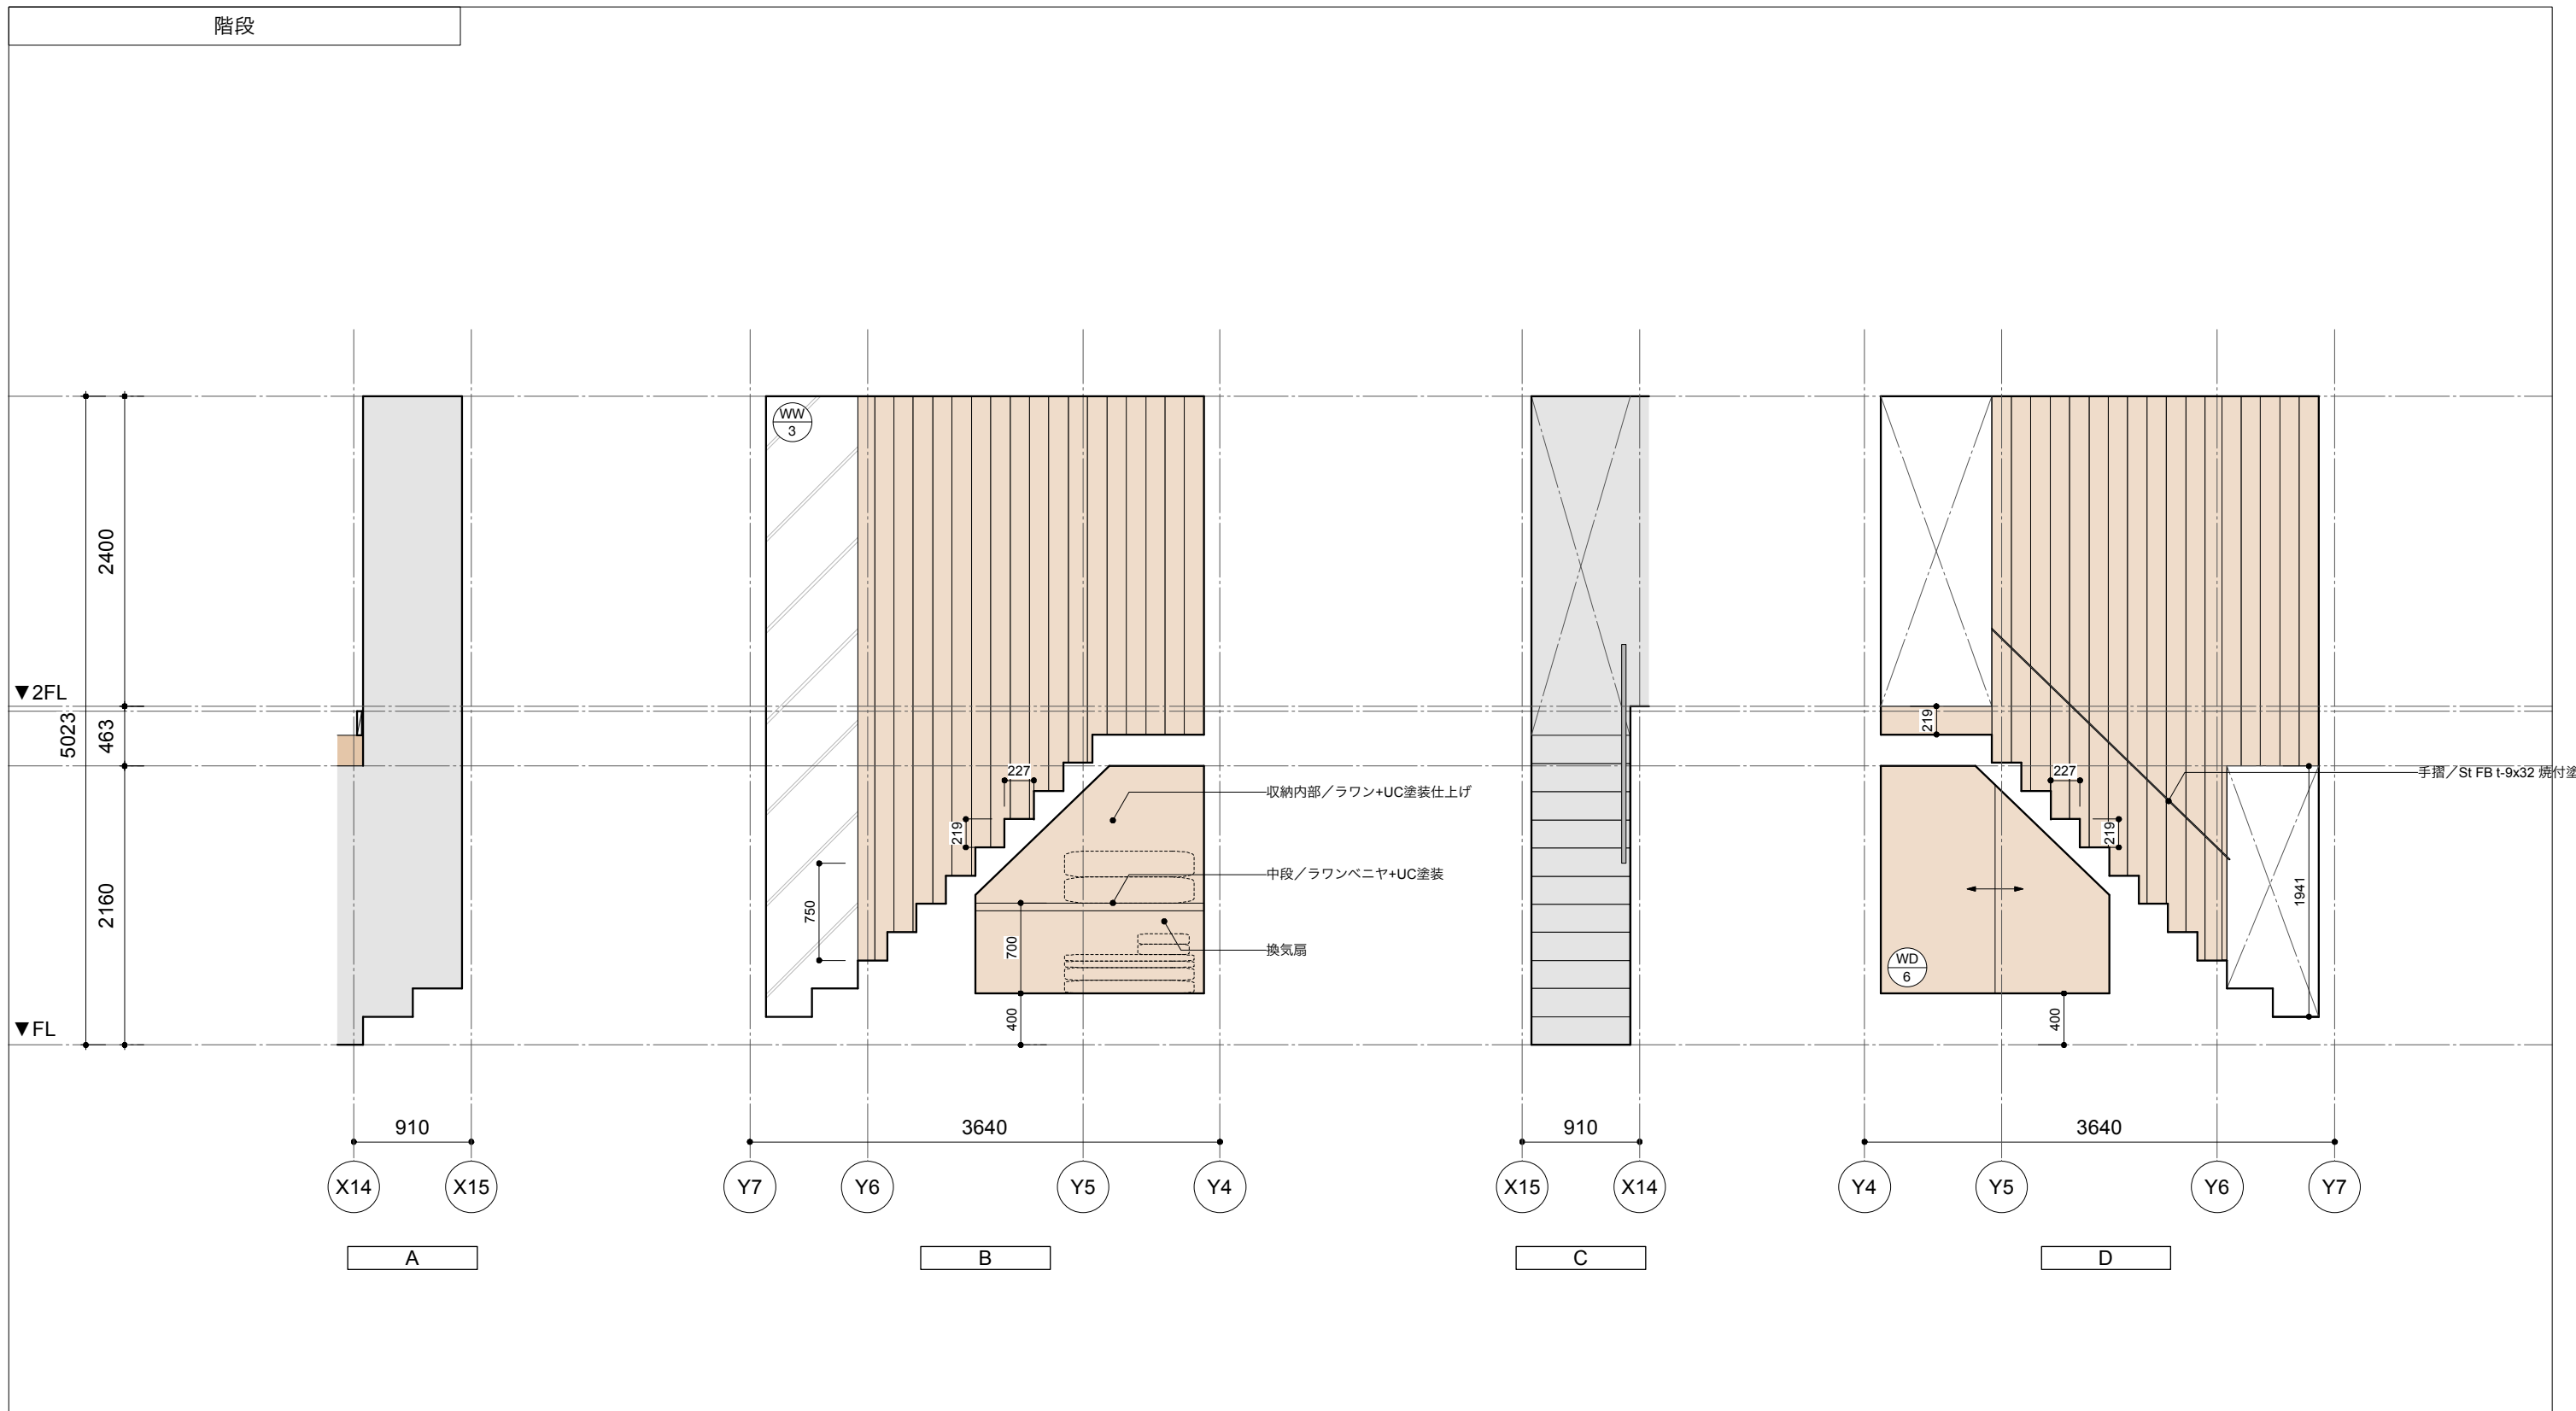 階段
WW
3
2400
227
▼2FL
219
5023
463
手摺／St FB t-9x32 焼付塗
227
収納内部／ラワン+UC塗装仕上げ
219
219
中段／ラワンベニヤ+UC塗装
1941
750
2160
700
換気扇
WD
6
400
400
▼FL
910
3640
910
3640
X14
X15
Y7
Y6
Y5
Y4
X15
X14
Y4
Y5
Y6
Y7
A
B
C
D